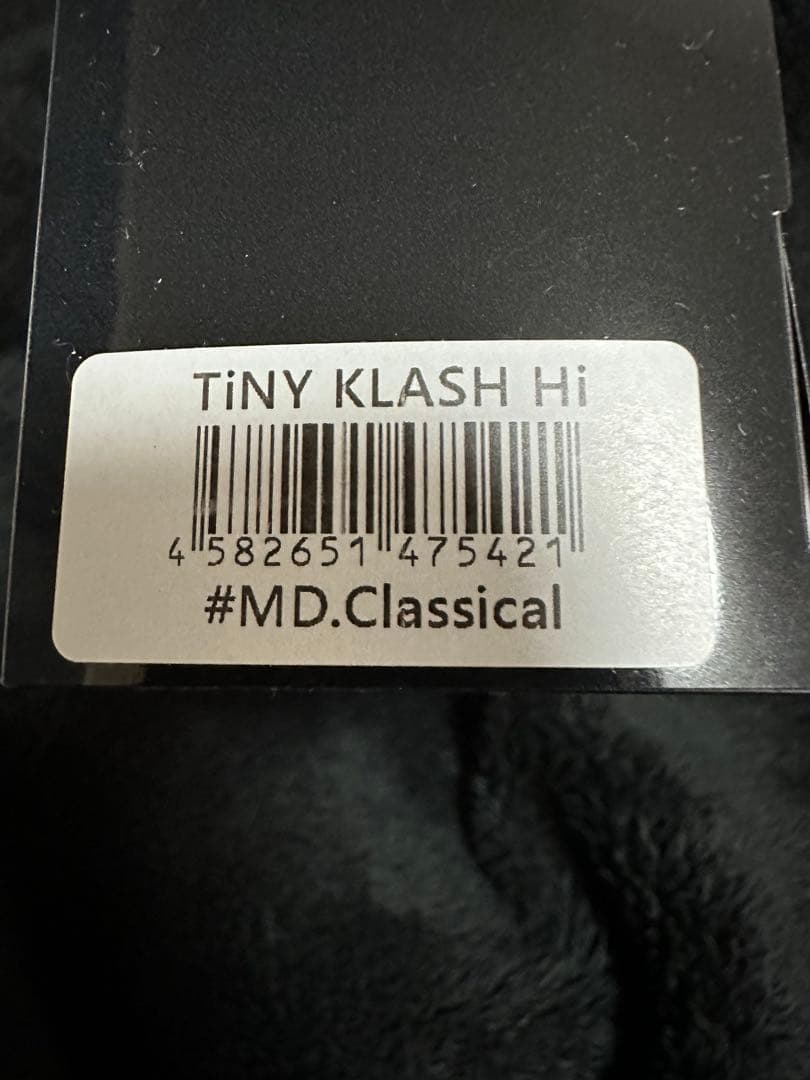 TiNY KLASH Hi
4 582651 475421
#MD.Classical